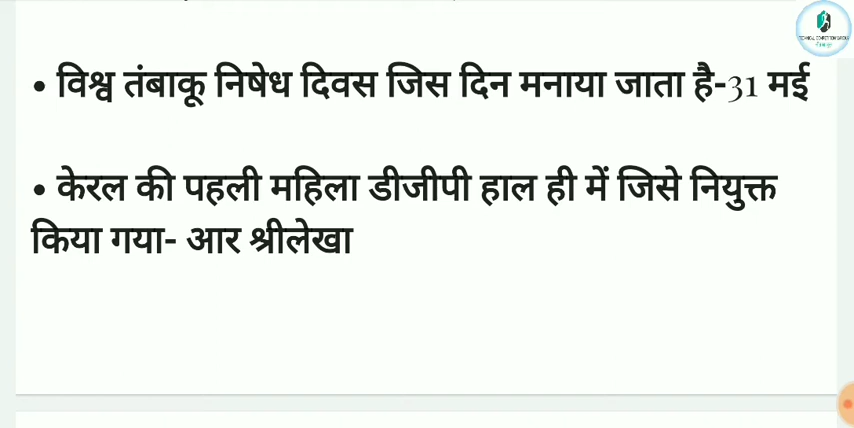 • विश्व तंबाकू निषेध दिवस जिस दिन मनाया जाता है-31 मई
• केरल की पहली महिला डीजीपी हाल ही में जिसे नियुक्त
किया गया- आर श्रीलेखा